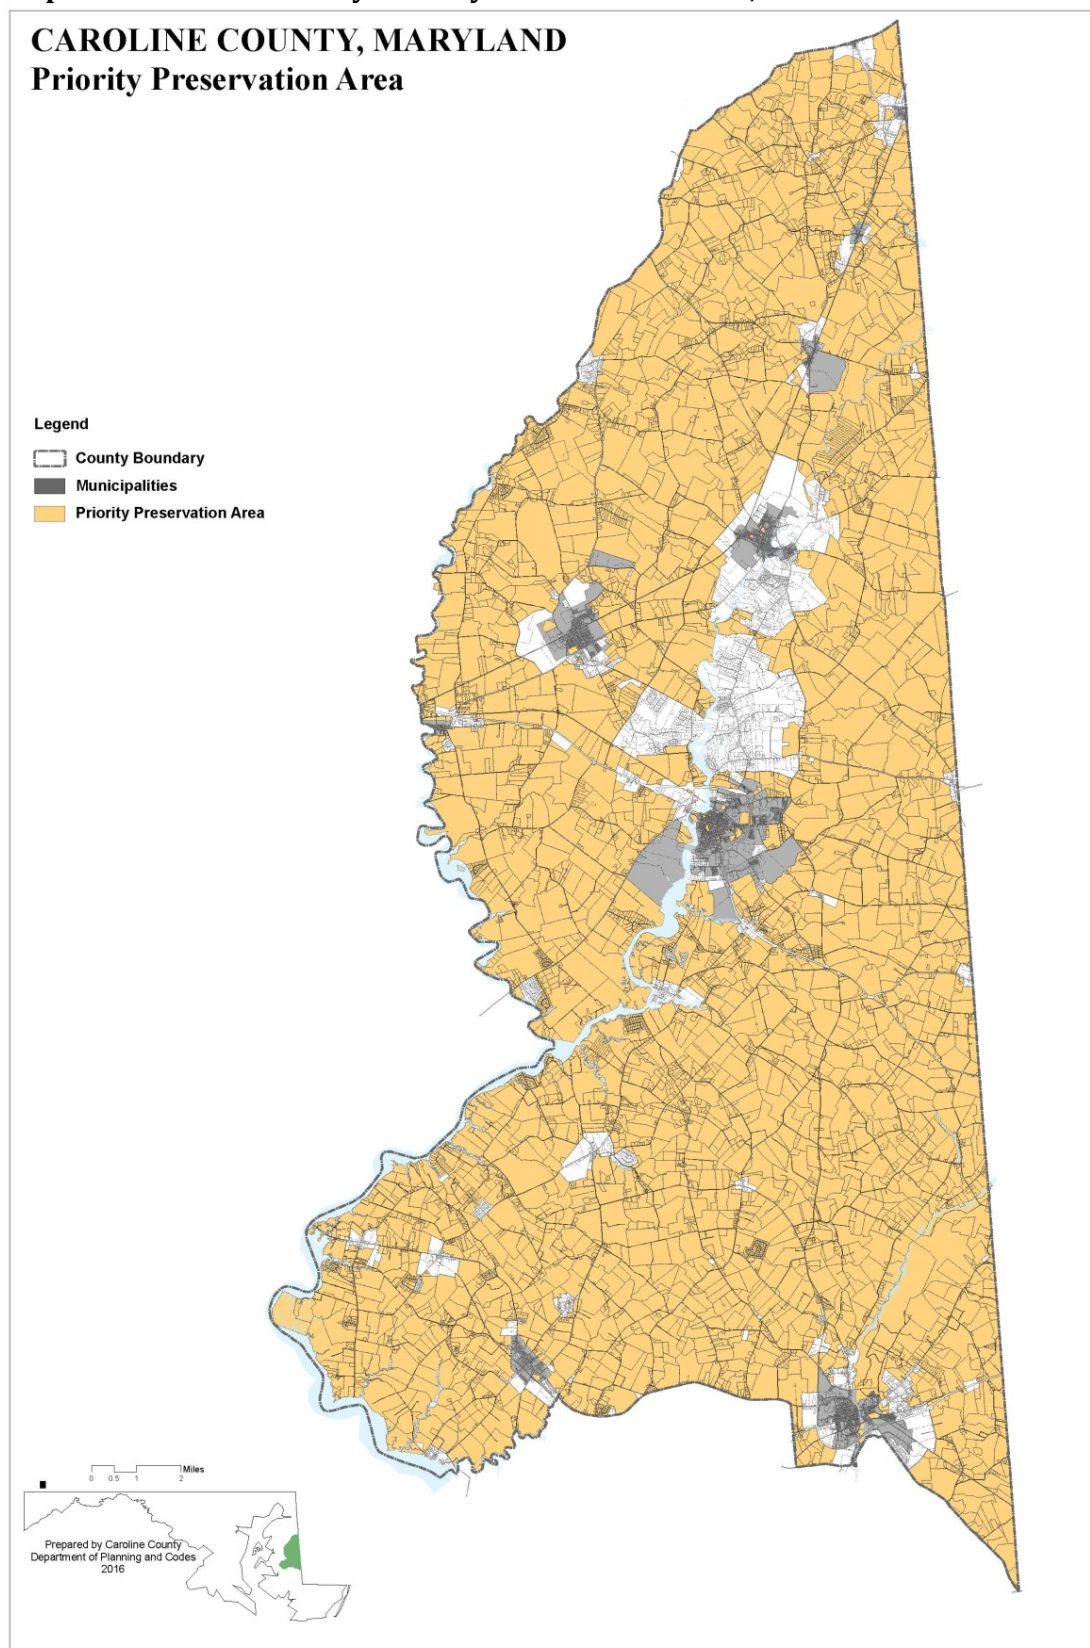 CAROLINE COUNTY, MARYLAND
Priority Preservation Area
Legend
County Boundary
Municipalities
Priority Preservation Area
Miles
0 0.5 1 2
Prepared by Caroline County
Department of Planning and Codes
2016